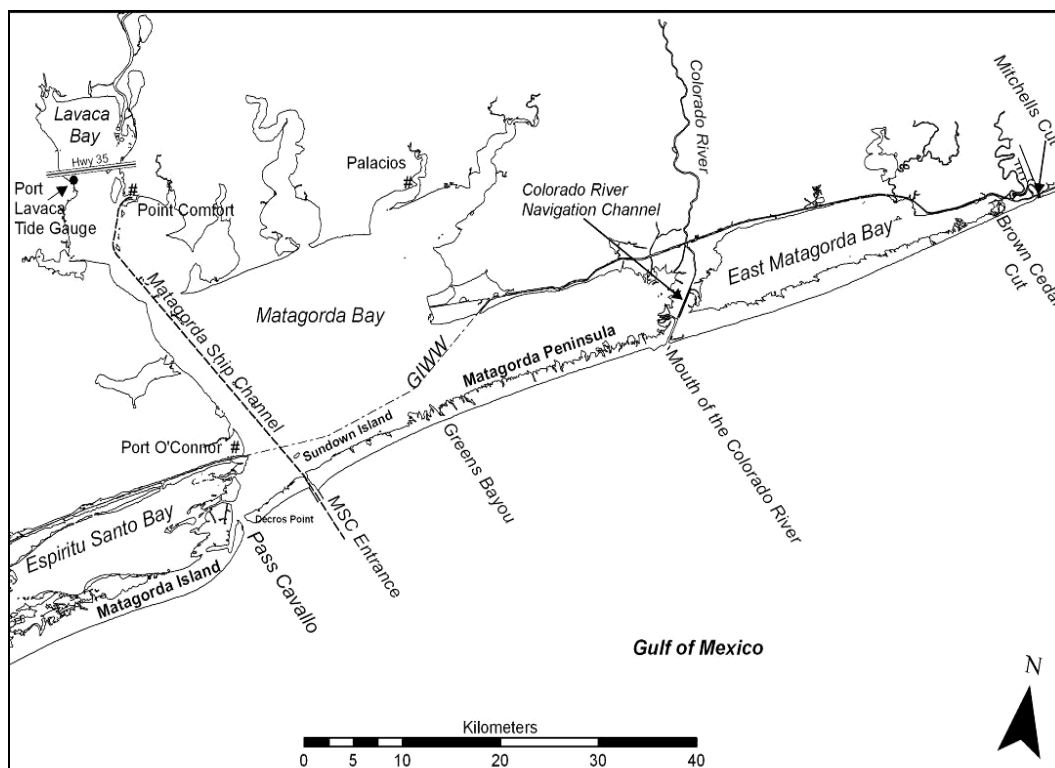 Lavaca
Bay
Hwy 35
Port
Lavaca
Tide Gauge
#
Point Comfort
Palacios
#
Colorado River
Colorado River
Navigation Channel
Mitchells Cut
East Matagorda Bay
Brown Cedar
Cut
Matagorda Ship Channel
Matagorda Bay
GIWW
Matagorda Peninsula
Port O'Connor #
Sundown Island
Greens Bayou
Mouth of the Colorado River
Espiritu Santo Bay
Decros Point
MSC Entrance
Matagorda Island
Pass Cavallo
Gulf of Mexico
N
Kilometers
0 5 10 20 30 40